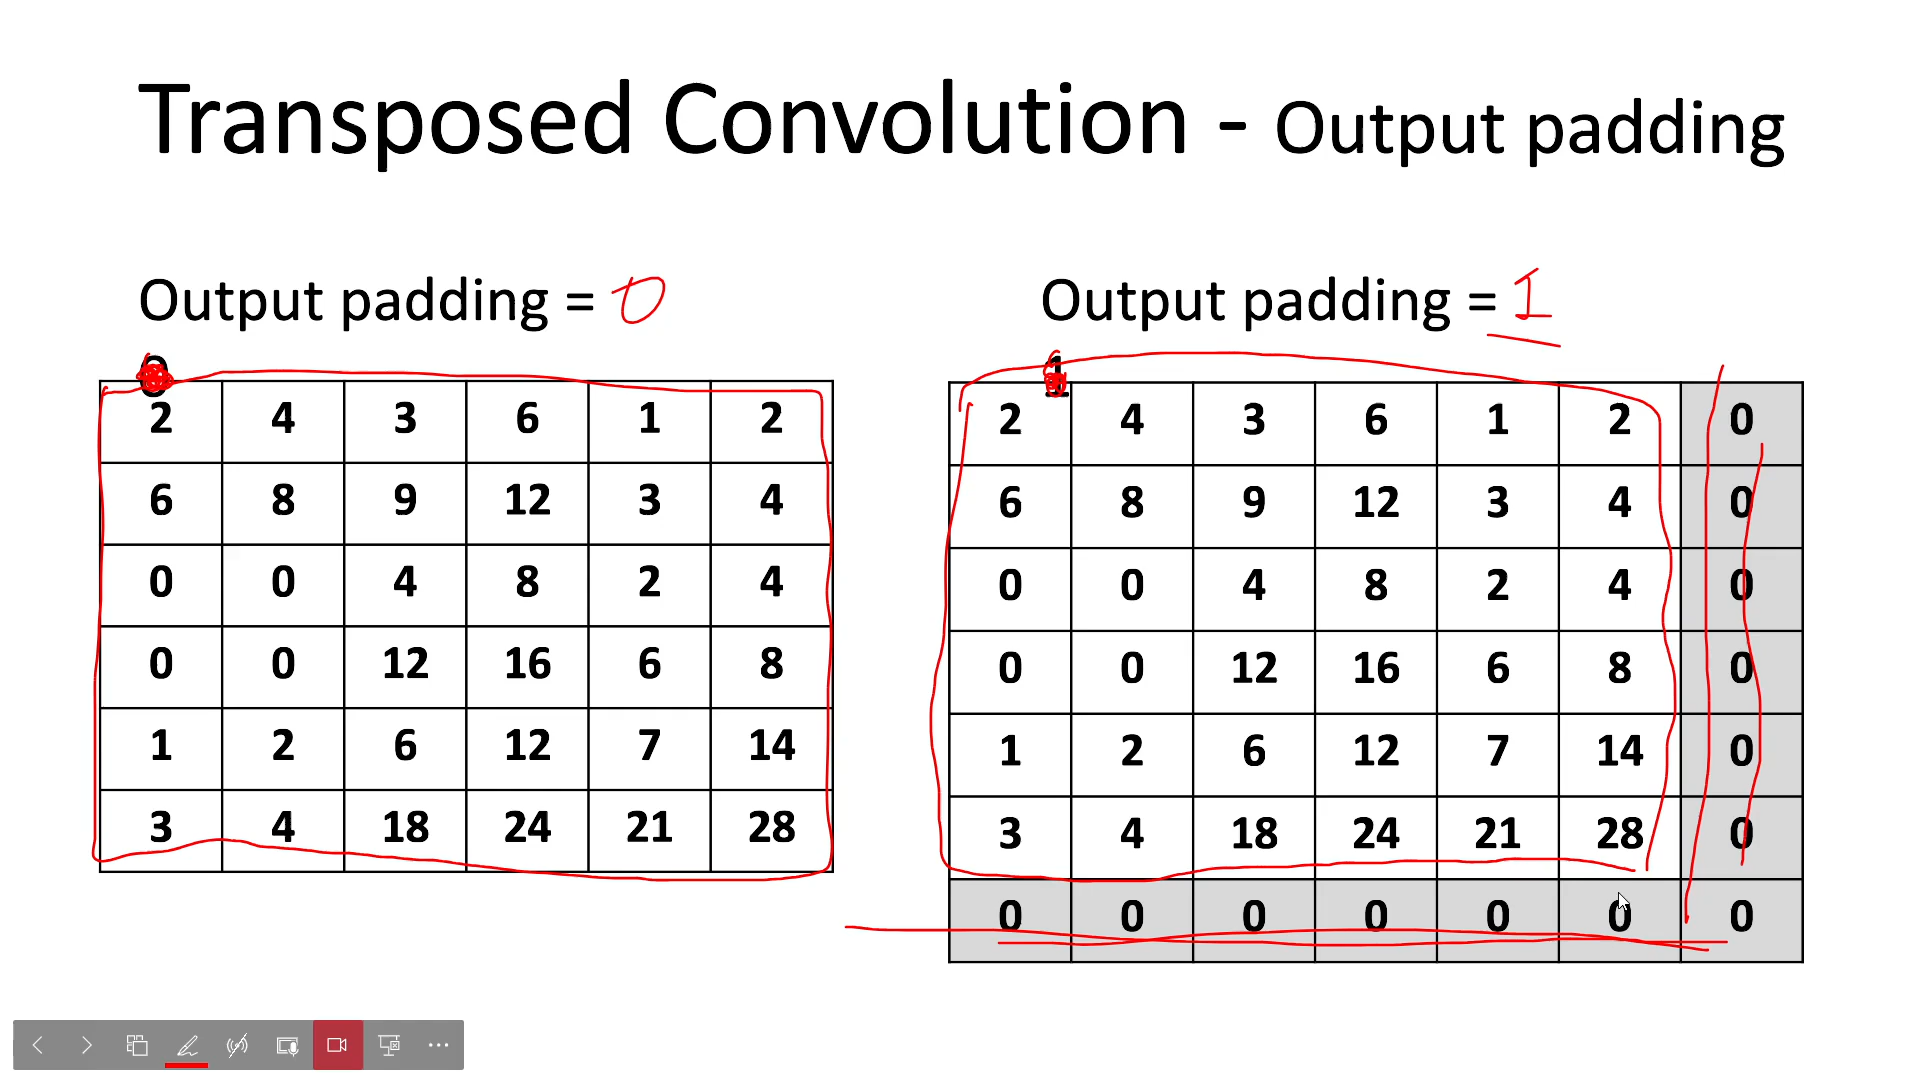 Transposed Convolution - Output padding
Output padding = 0
0
2 4 3 6 1 2
6 8 9 12 3 4
0 0 4 8 2 4
0 0 12 16 6 8
1 2 6 12 7 14
3 4 18 24 21 28
Output padding = 1
1
2 4 3 6 1 2 0
6 8 9 12 3 4 0
0 0 4 8 2 4 0
0 0 12 16 6 8 0
1 2 6 12 7 14 0
3 4 18 24 21 28 0
0 0 0 0 0 0 0